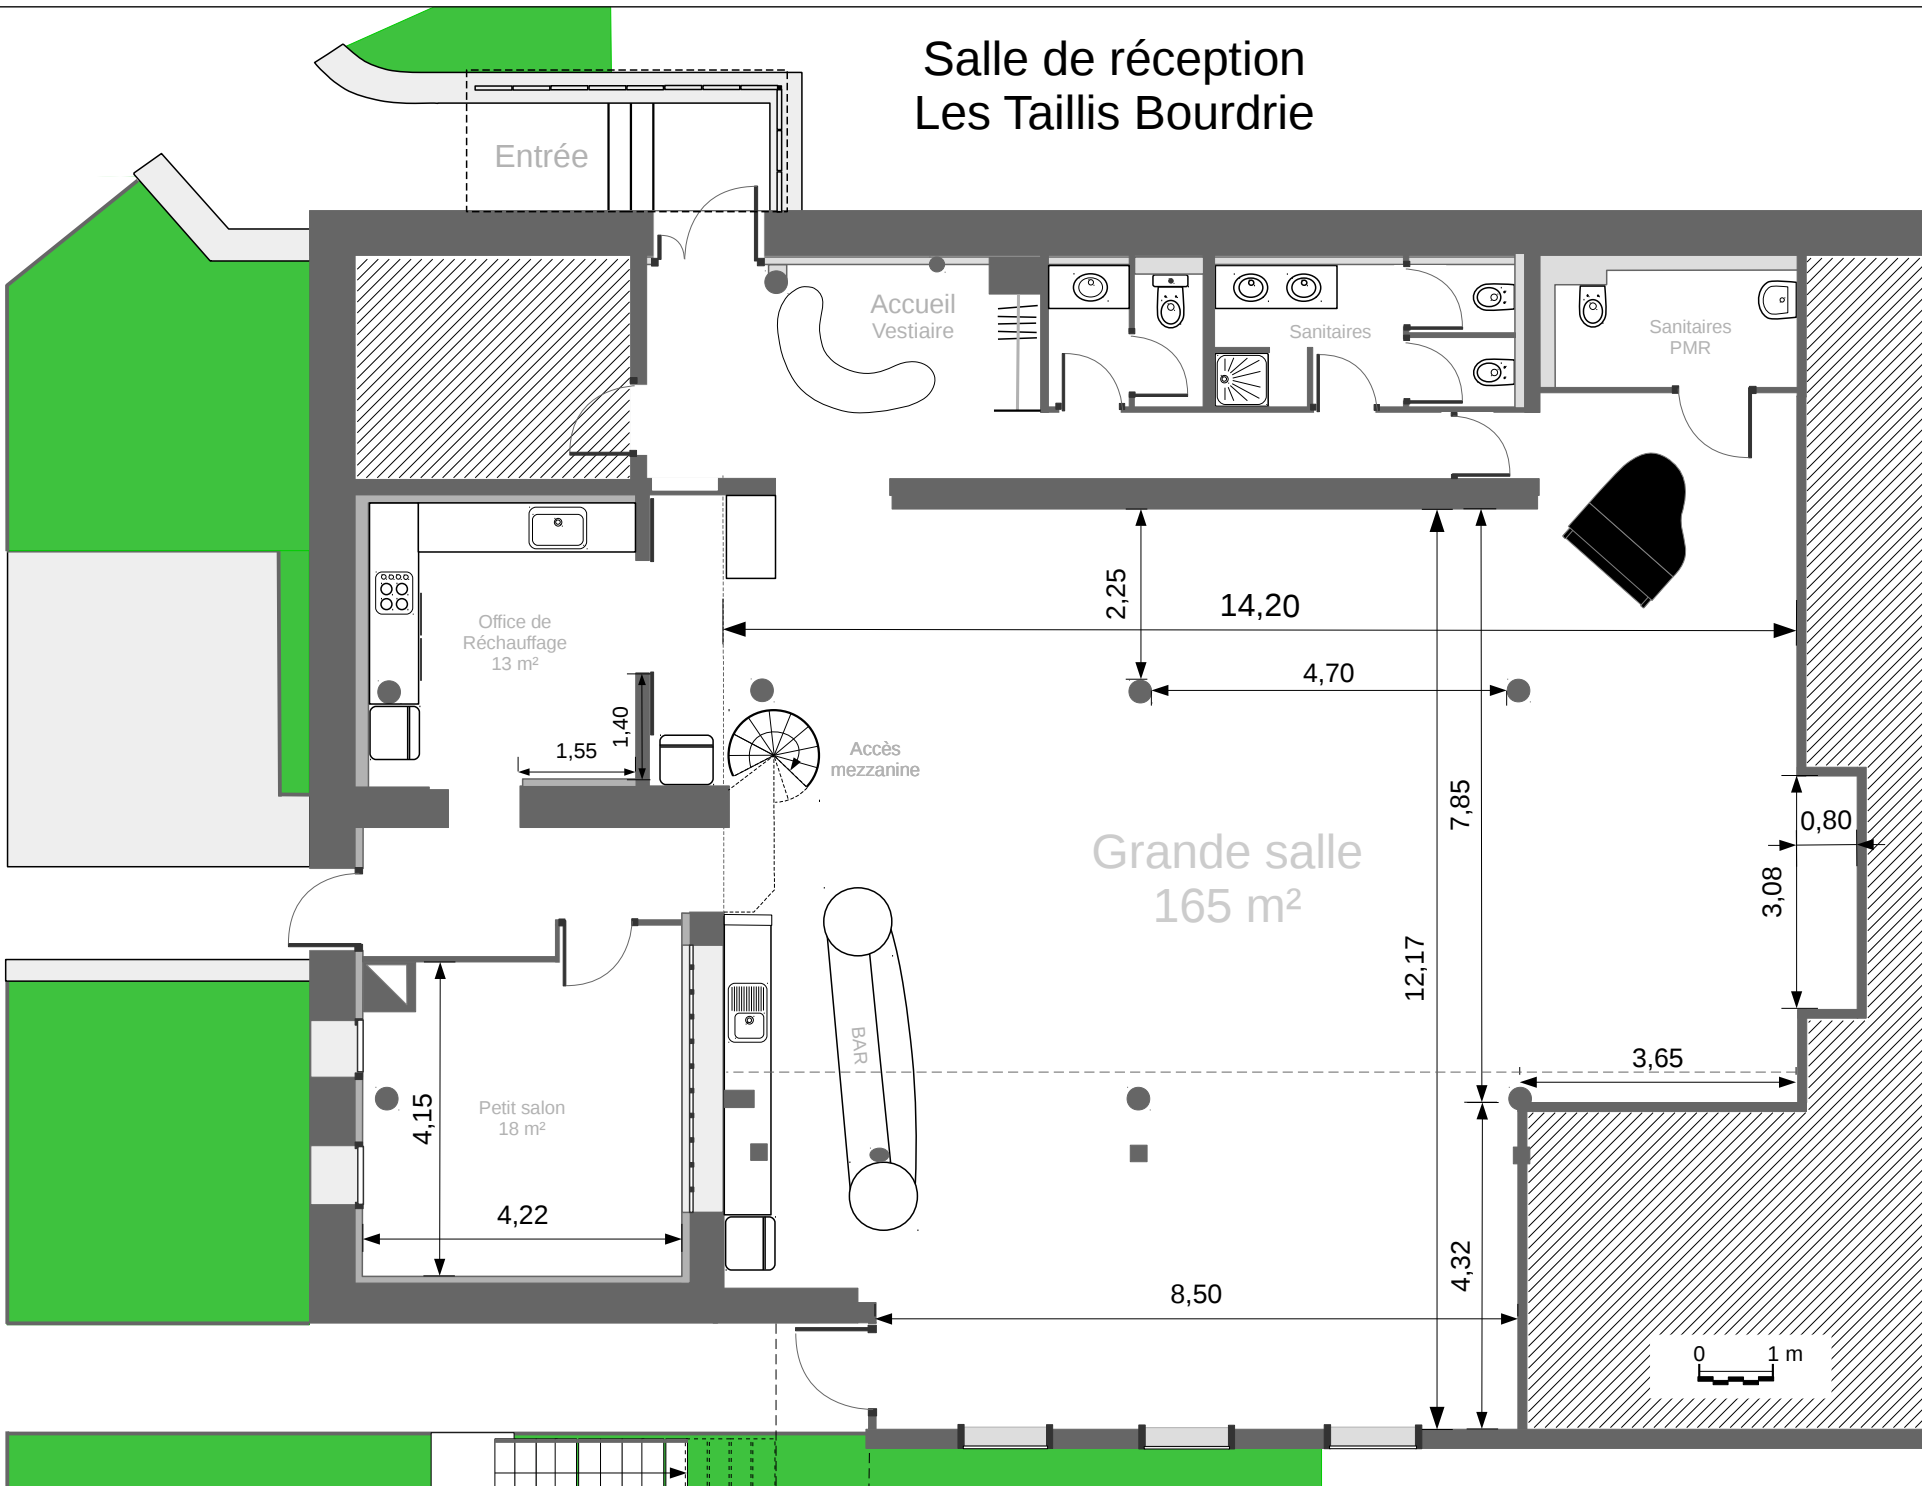 Salle de réception
Les Taillis Bourdrie
Entrée
Accueil
Vestiaire
Sanitaires
Sanitaires
PMR
2,25
14,20
4,70
Office de
Réchauffage
13 m²
1,40
1,55
Accès
mezzanine
7,85
0,80
Grande salle
165 m²
3,08
12,17
BAR
3,65
4,15
Petit salon
18 m²
4,22
4,32
8,50
0 1 m